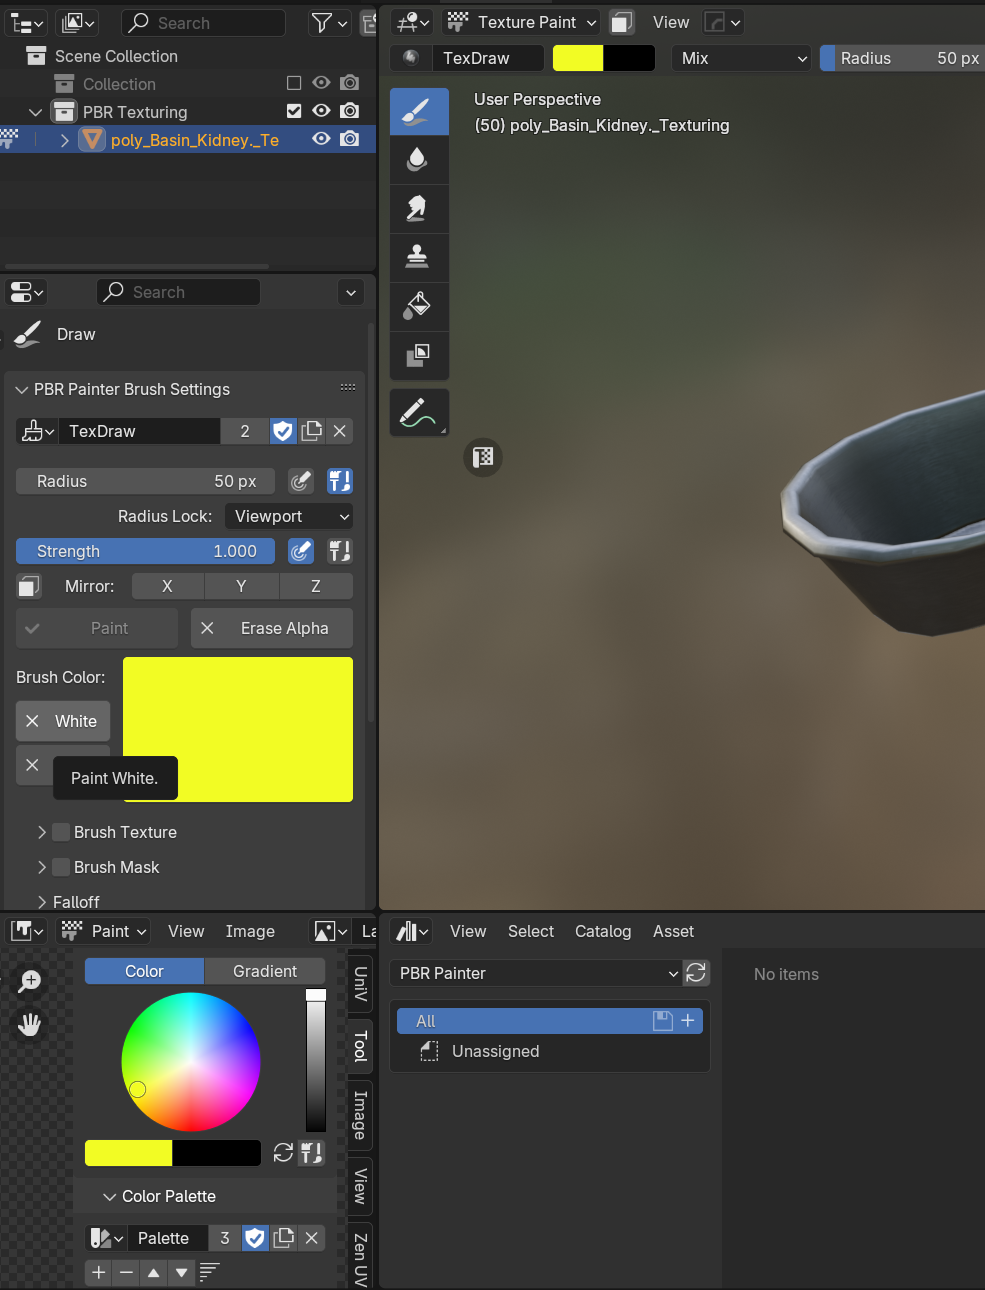 Search
Scene Collection
Collection
PBR Texturing
poly_Basin_Kidney._Te
Search
Draw
PBR Painter Brush Settings
TexDraw 2
Radius 50 px
Radius Lock: Viewport
Strength 1.000
Mirror: X Y Z
Paint Erase Alpha
Brush Color:
White
Paint White.
Brush Texture
Brush Mask
Falloff
Paint View Image La
Color Gradient
Color Palette
Palette 3
UniV
Tool
Image
View
Zen UV
Texture Paint View
TexDraw Mix Radius 50 px
User Perspective
(50) poly_Basin_Kidney._Texturing
View Select Catalog Asset
PBR Painter
All
Unassigned
No items